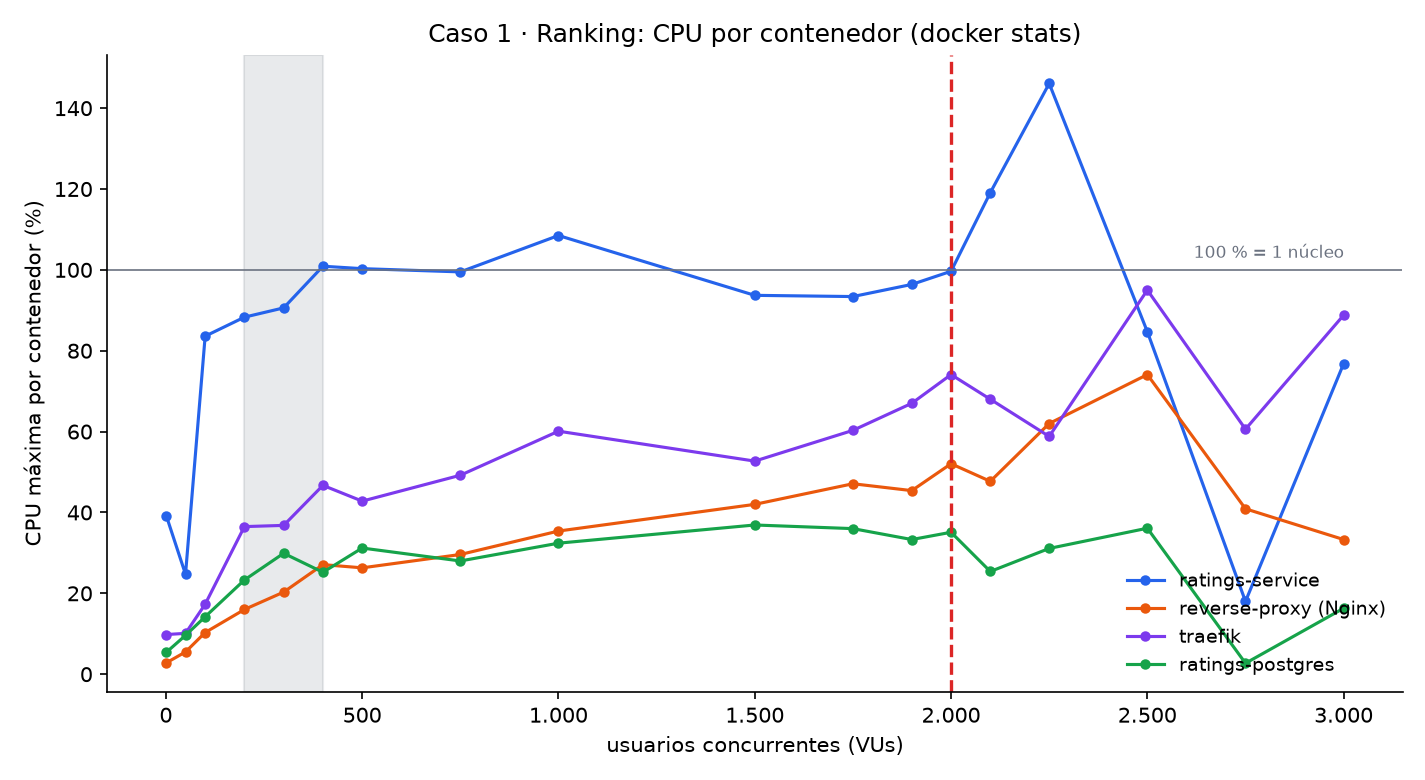 Caso 1 · Ranking: CPU por contenedor (docker stats)
CPU máxima por contenedor (%)
140
120
100
80
60
40
20
0
100 % = 1 núcleo
ratings-service
reverse-proxy (Nginx)
traefik
ratings-postgres
0
500
1.000
1.500
2.000
2.500
3.000
usuarios concurrentes (VUs)